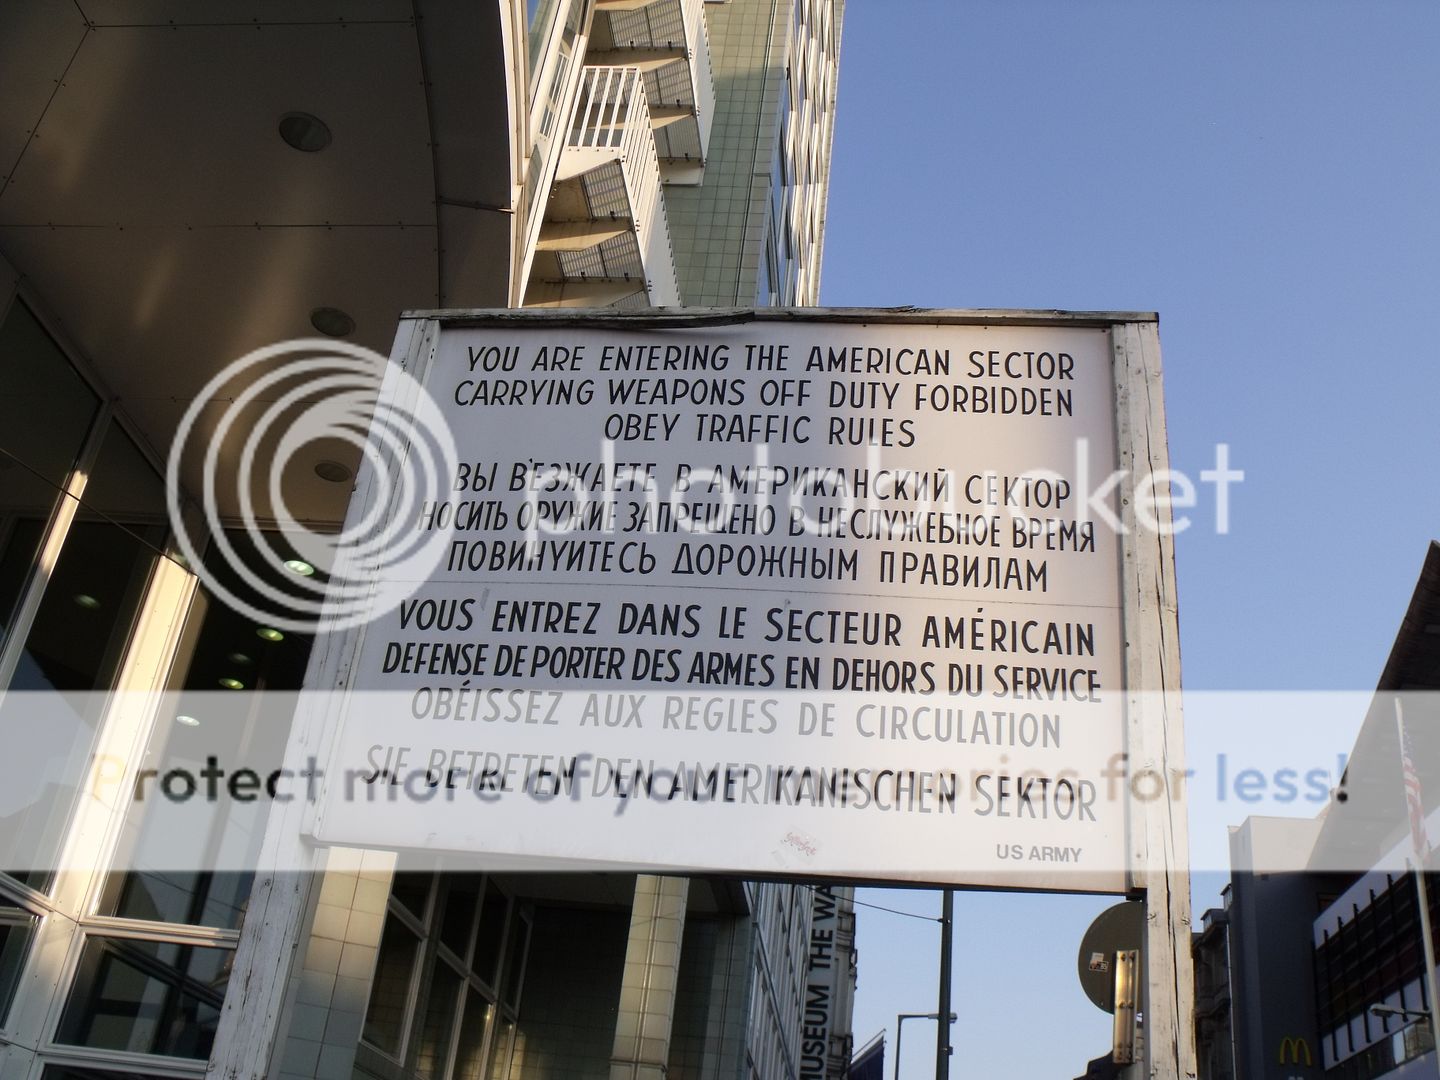 YOU ARE ENTERING THE AMERICAN SECTOR
CARRYING WEAPONS OFF DUTY FORBIDDEN
OBEY TRAFFIC RULES
ВЫ ВЪЕЗЖАЕТЕ В АМЕРИКАНСКИЙ СЕКТОР
НОСИТЬ ОРУЖИЕ ЗАПРЕЩЕНО В НЕСЛУЖЕБНОЕ ВРЕМЯ
ПОВИНУИТЕСЬ ДОРОЖНЫМ ПРАВИЛАМ
VOUS ENTREZ DANS LE SECTEUR AMÉRICAIN
DEFENSE DE PORTER DES ARMES EN DEHORS DU SERVICE
OBÉISSEZ AUX REGLES DE CIRCULATION
SIE BETRETEN DEN AMERIKANISCHEN SEKTOR
US ARMY
MUSEUM THE WA
photobucket
Protect more of your memories for less!